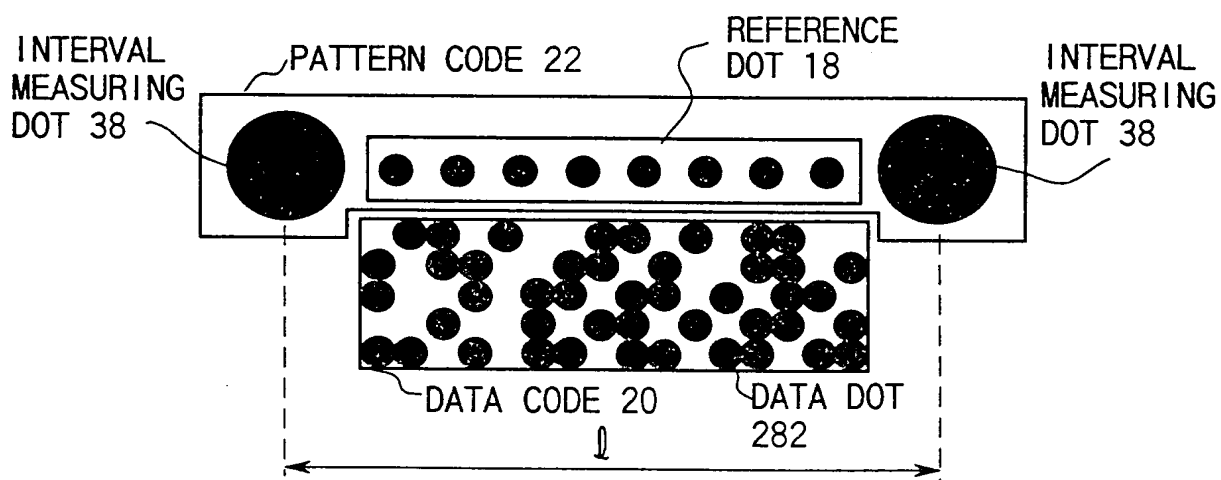 INTERVAL
MEASURING
DOT 38
PATTERN CODE 22
REFERENCE
DOT 18
INTERVAL
MEASURING
DOT 38
DATA CODE 20
DATA DOT
282
l